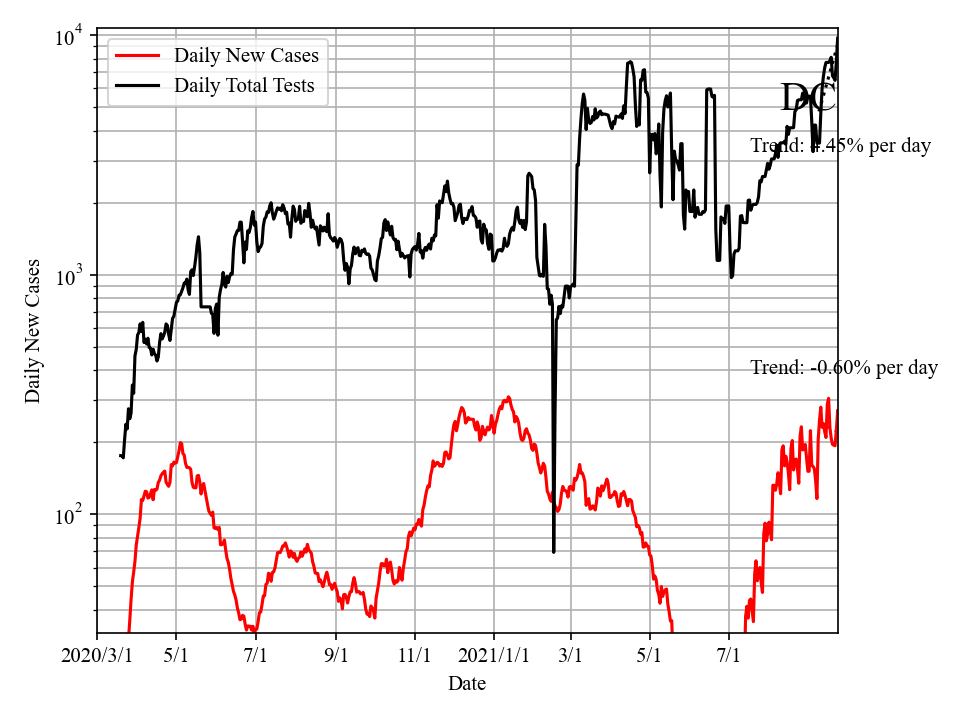 10^4
Daily New Cases
Daily Total Tests
DC
Trend: 4.45% per day
10^3
Daily New Cases
Trend: -0.60% per day
10^2
2020/3/1 5/1 7/1 9/1 11/1 2021/1/1 3/1 5/1 7/1
Date